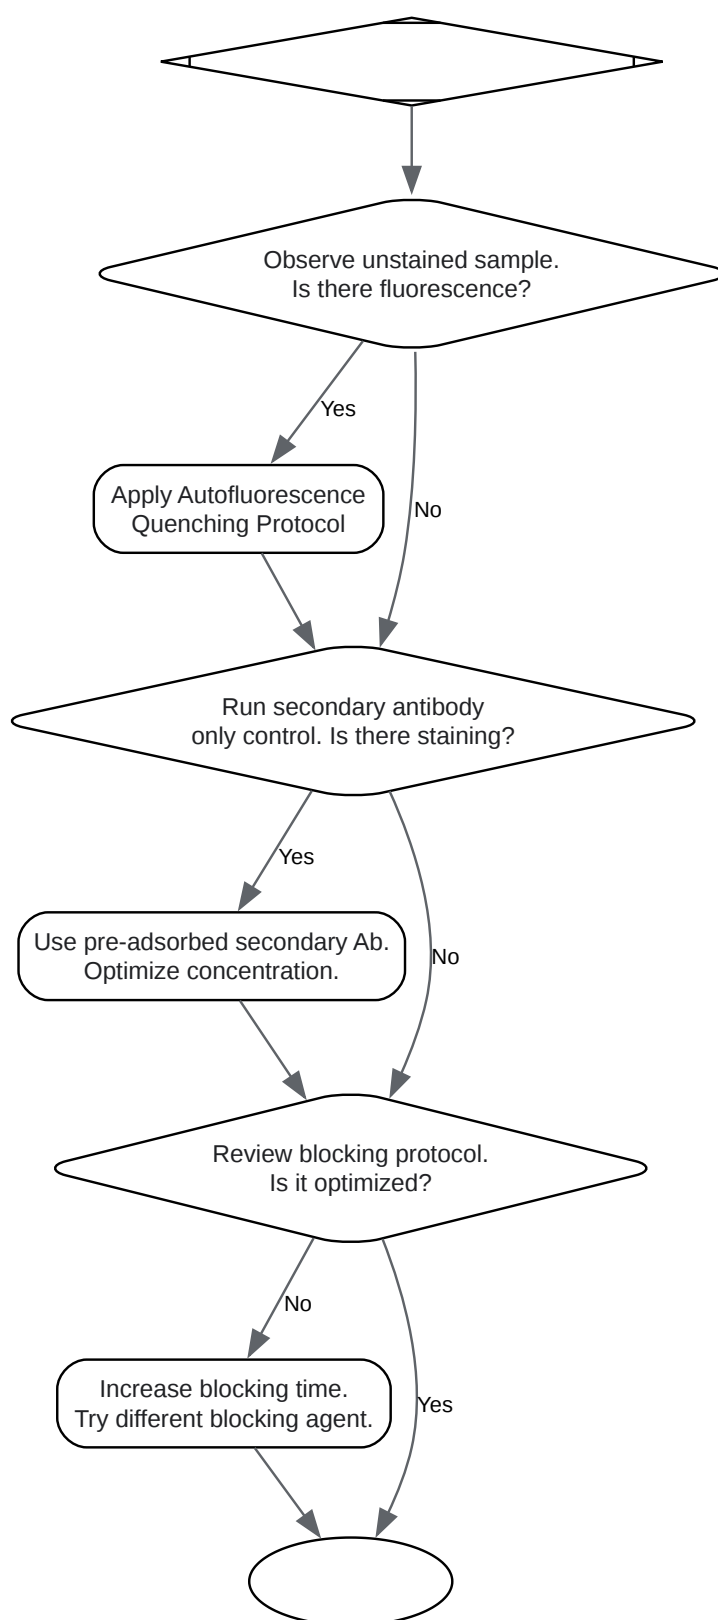 Observe unstained sample.
Is there fluorescence?
Yes
Apply Autofluorescence
Quenching Protocol
No
Run secondary antibody
only control. Is there staining?
Yes
Use pre-adsorbed secondary Ab.
Optimize concentration.
No
Review blocking protocol.
Is it optimized?
No
Increase blocking time.
Try different blocking agent.
Yes